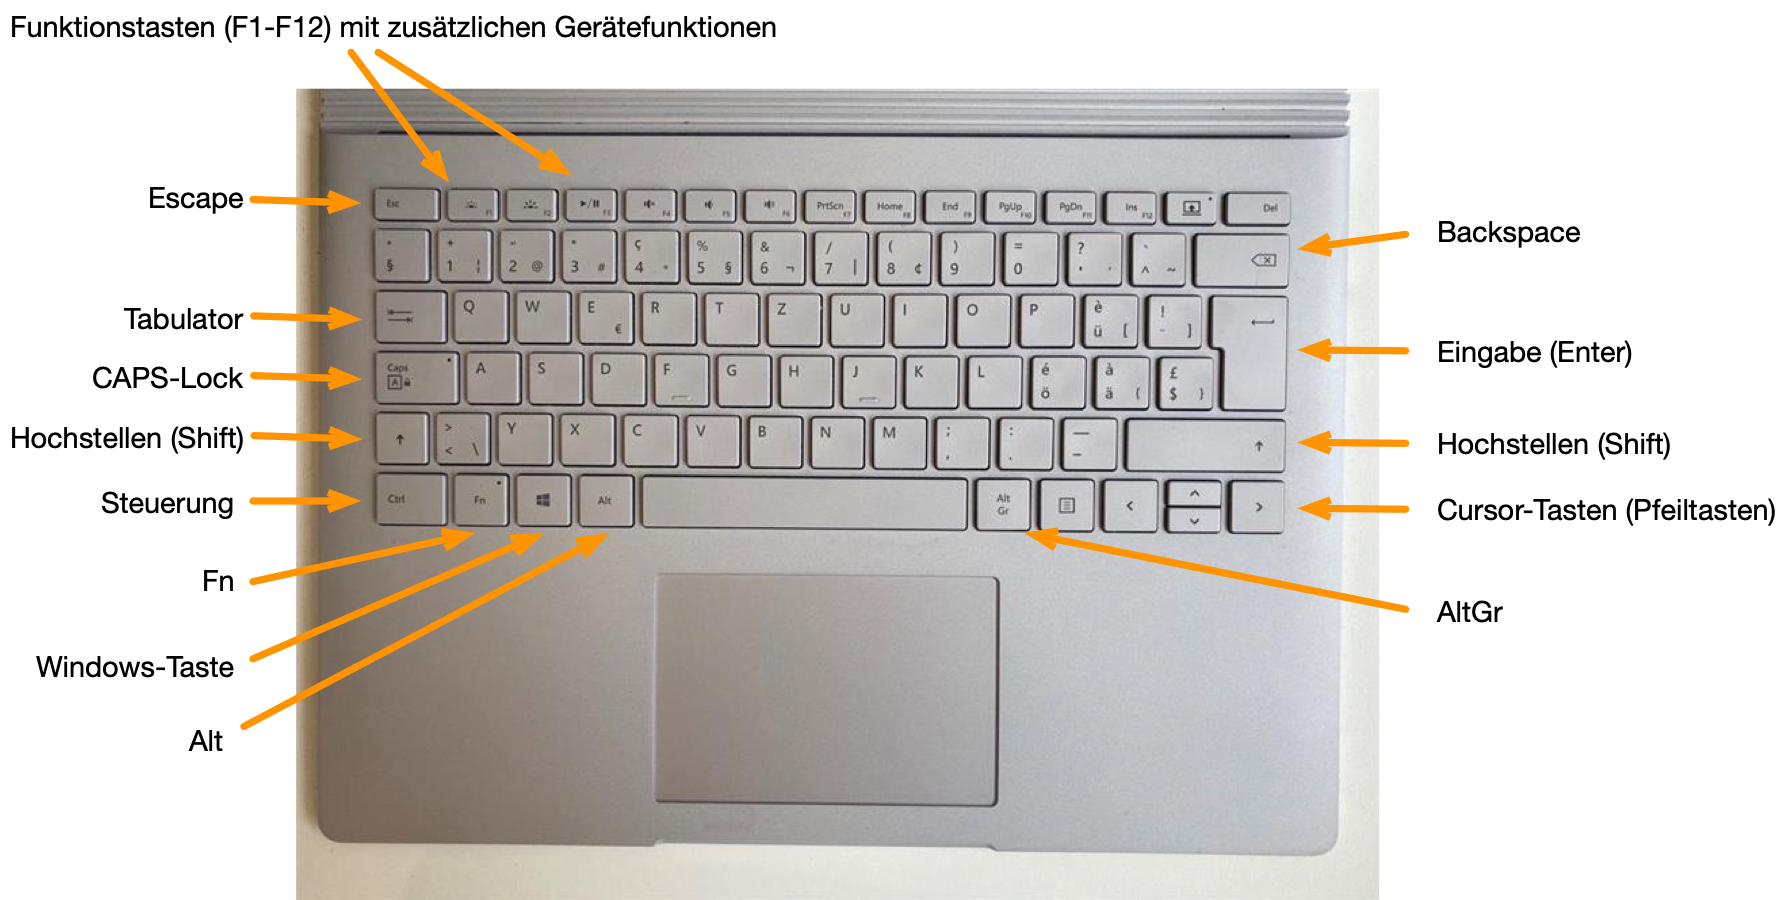 Funktionstasten (F1-F12) mit zusätzlichen Gerätefunktionen
Escape
Tabulator
CAPS-Lock
Hochstellen (Shift)
Steuerung
Fn
Windows-Taste
Alt
Backspace
Eingabe (Enter)
Hochstellen (Shift)
Cursor-Tasten (Pfeiltasten)
AltGr
Esc F1 F2 F3 F4 F5 F6 PrtScn F7 Home F8 End F9 PgUp F10 PgDn F11 Ins F12 Del
° § + 1 ¦ " 2 @ * 3 # ç 4 ° % 5 § & 6 ¬ / 7 | ( 8 ¢ ) 9 = 0 ? ' ´ ` ^ ~
Q W E € R T Z U I O P è ü [ ! ¨ ]
Caps A A S D F G H J K L é ö à ä { £ $ }
> < \ Y X C V B N M ; , : . _ -
Ctrl Fn Alt Alt Gr < >